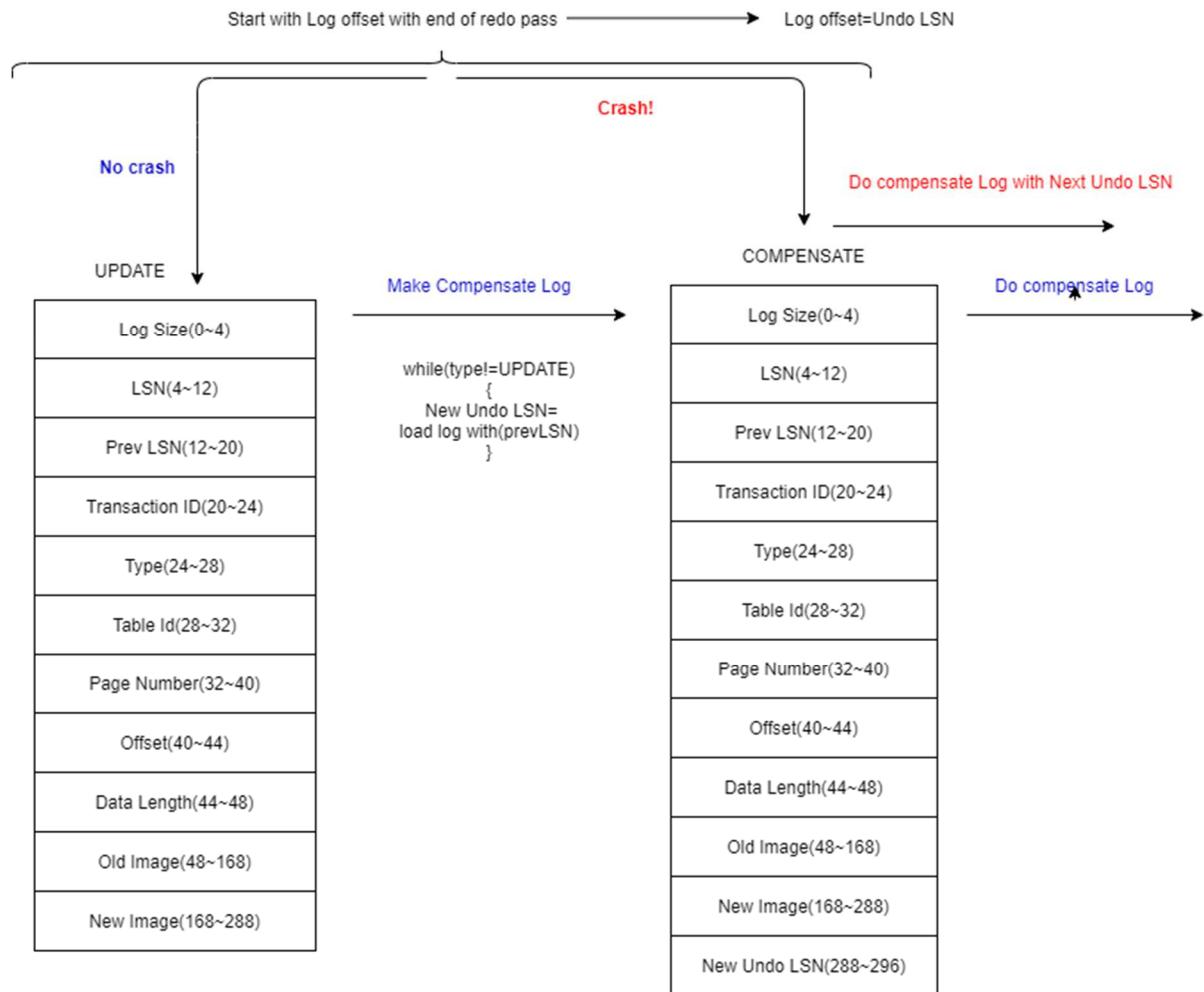 Start with Log offset with end of redo pass
Log offset=Undo LSN
Crash!
No crash
Do compensate Log with Next Undo LSN
UPDATE
COMPENSATE
Make Compensate Log
Do compensate Log
while(type!=UPDATE)
{
New Undo LSN=
load log with(prevLSN)
}
Log Size(0~4)
LSN(4~12)
Prev LSN(12~20)
Transaction ID(20~24)
Type(24~28)
Table Id(28~32)
Page Number(32~40)
Offset(40~44)
Data Length(44~48)
Old Image(48~168)
New Image(168~288)
Log Size(0~4)
LSN(4~12)
Prev LSN(12~20)
Transaction ID(20~24)
Type(24~28)
Table Id(28~32)
Page Number(32~40)
Offset(40~44)
Data Length(44~48)
Old Image(48~168)
New Image(168~288)
New Undo LSN(288~296)